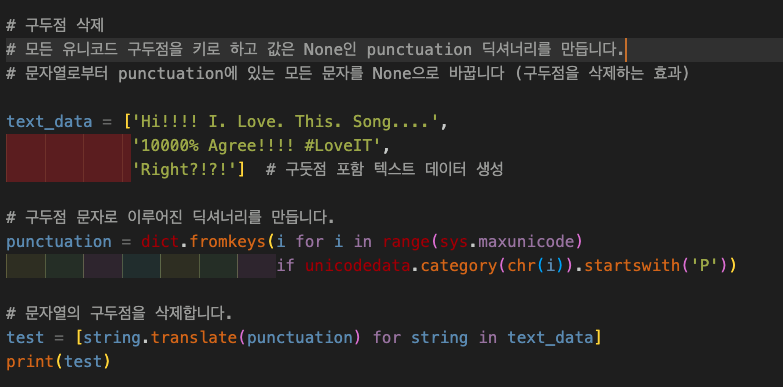 # 구두점 삭제
# 모든 유니코드 구두점을 키로 하고 값은 None인 punctuation 딕셔너리를 만듭니다.
# 문자열로부터 punctuation에 있는 모든 문자를 None으로 바꿉니다 (구두점을 삭제하는 효과)
text_data = ['Hi!!!! I. Love. This. Song....',
'10000% Agree!!!! #LoveIT',
'Right?!?!'] # 구둣점 포함 텍스트 데이터 생성
# 구두점 문자로 이루어진 딕셔너리를 만듭니다.
punctuation = dict.fromkeys(i for i in range(sys.maxunicode)
if unicodedata.category(chr(i)).startswith('P'))
# 문자열의 구두점을 삭제합니다.
test = [string.translate(punctuation) for string in text_data]
print(test)